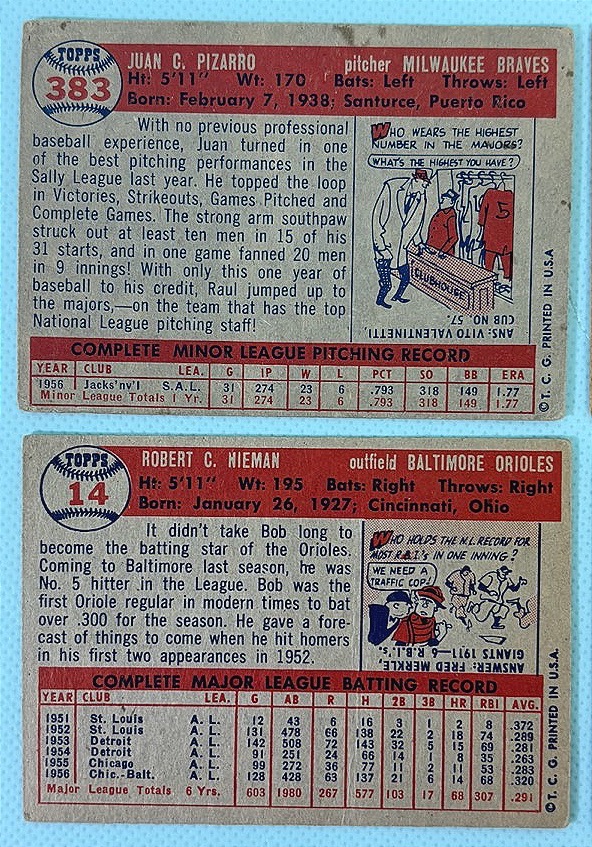 TOPPS
383
JUAN C. PIZARRO pitcher MILWAUKEE BRAVES
Ht: 5'11" Wt: 170 Bats: Left Throws: Left
Born: February 7, 1938; Santurce, Puerto Rico
With no previous professional
baseball experience, Juan turned in one
of the best pitching performances in the
Sally League last year. He topped the loop
in Victories, Strikeouts, Games Pitched and
Complete Games. The strong arm southpaw
struck out at least ten men in 15 of his
31 starts, and in one game fanned 20 men
in 9 innings! With only this one year of
baseball to his credit, Raul jumped up to
the majors,—on the team that has the top
National League pitching staff!
WHO WEARS THE HIGHEST
NUMBER IN THE MAJORS?
WHAT'S THE HIGHEST YOU HAVE?
5
CLUBHOUSE
ANS: VITO VALENTINETTI
CUB NO 57.
© T. C. G. PRINTED IN U.S.A
COMPLETE MINOR LEAGUE PITCHING RECORD
YEAR CLUB LEA. G IP W L PCT SO BB ERA
1956 Jacks'nv'l S.A.L. 31 274 23 6 .793 318 149 1.77
Minor League Totals 1 Yr. 31 274 23 6 .793 318 149 1.77
TOPPS
14
ROBERT C. NIEMAN outfield BALTIMORE ORIOLES
Ht: 5'11" Wt: 195 Bats: Right Throws: Right
Born: January 26, 1927; Cincinnati, Ohio
It didn't take Bob long to
become the batting star of the Orioles.
Coming to Baltimore last season, he was
No. 5 hitter in the League. Bob was the
first Oriole regular in modern times to bat
over .300 for the season. He gave a fore-
cast of things to come when he hit homers
in his first two appearances in 1952.
WHO HOLDS THE N.L. RECORD FOR
MOST R.B.I.'s IN ONE INNING?
WE NEED A
TRAFFIC COP!
ANSWER: FRED MERKLE,
GIANTS 1911—6 R.B.I.'s.
© T. C. G. PRINTED IN U.S.A.
COMPLETE MAJOR LEAGUE BATTING RECORD
YEAR CLUB LEA. G AB R H 2B 3B HR RBI AVG.
1951 St. Louis A. L. 12 43 6 16 3 1 2 8 .372
1952 St. Louis A. L. 131 478 66 138 22 2 18 74 .289
1953 Detroit A. L. 142 508 72 143 32 5 15 69 .281
1954 Detroit A. L. 91 251 24 66 14 1 8 35 .263
1955 Chicago A. L. 99 272 36 77 11 2 11 53 .283
1956 Chic.-Balt. A. L. 128 428 63 137 21 6 14 68 .320
Major League Totals 6 Yrs. 603 1980 267 577 103 17 68 307 .291